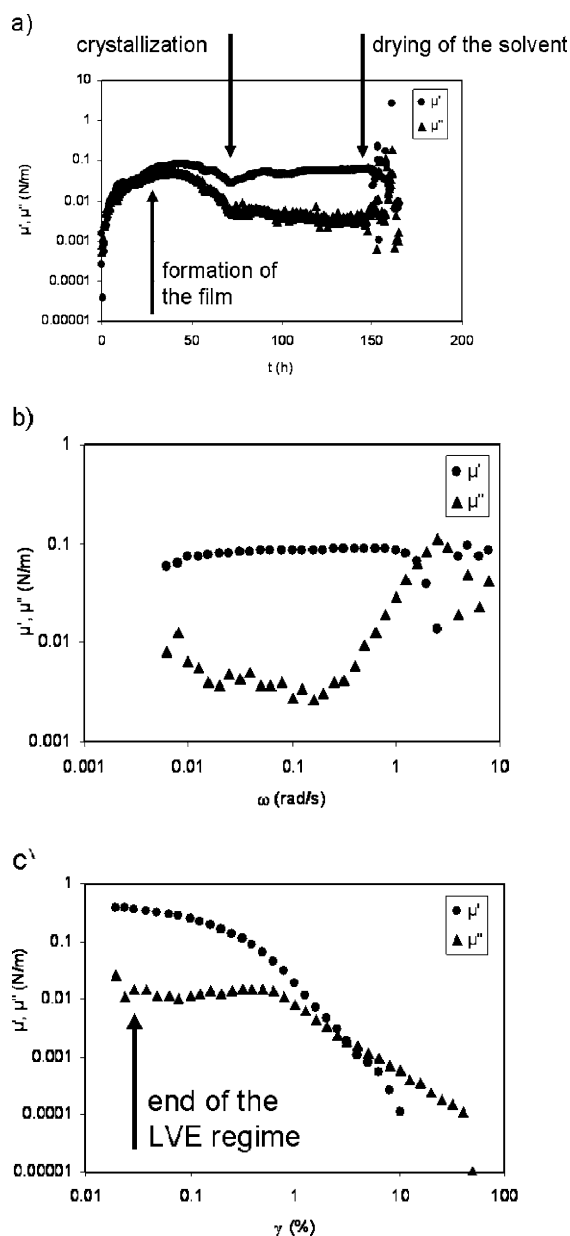 a)
crystallization
drying of the solvent
10
1
0.1
0.01
0.001
0.0001
0.00001
μ', μ'' (N/m)
μ'
μ''
formation of
the film
0
50
100
150
200
t (h)
b)
1
0.1
0.01
0.001
μ', μ'' (N/m)
μ'
μ''
0.001
0.01
0.1
1
10
ω (rad/s)
c)
1
0.1
0.01
0.001
0.0001
0.00001
μ', μ'' (N/m)
μ'
μ''
end of the
LVE regime
0.01
0.1
1
10
100
γ (%)